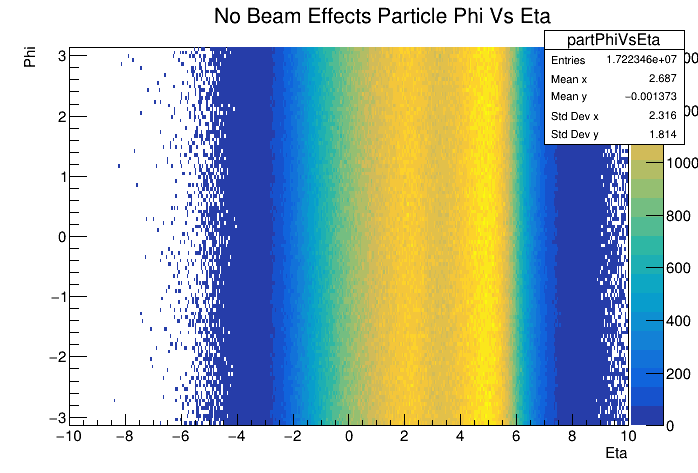 No Beam Effects Particle Phi Vs Eta
partPhiVsEta
Entries 1.722346e+07
Mean x 2.687
Mean y −0.001373
Std Dev x 2.316
Std Dev y 1.814
Phi
3
2
1
0
−1
−2
−3
−10 −8 −6 −4 −2 0 2 4 6 8 10
Eta
1000
800
600
400
200
0